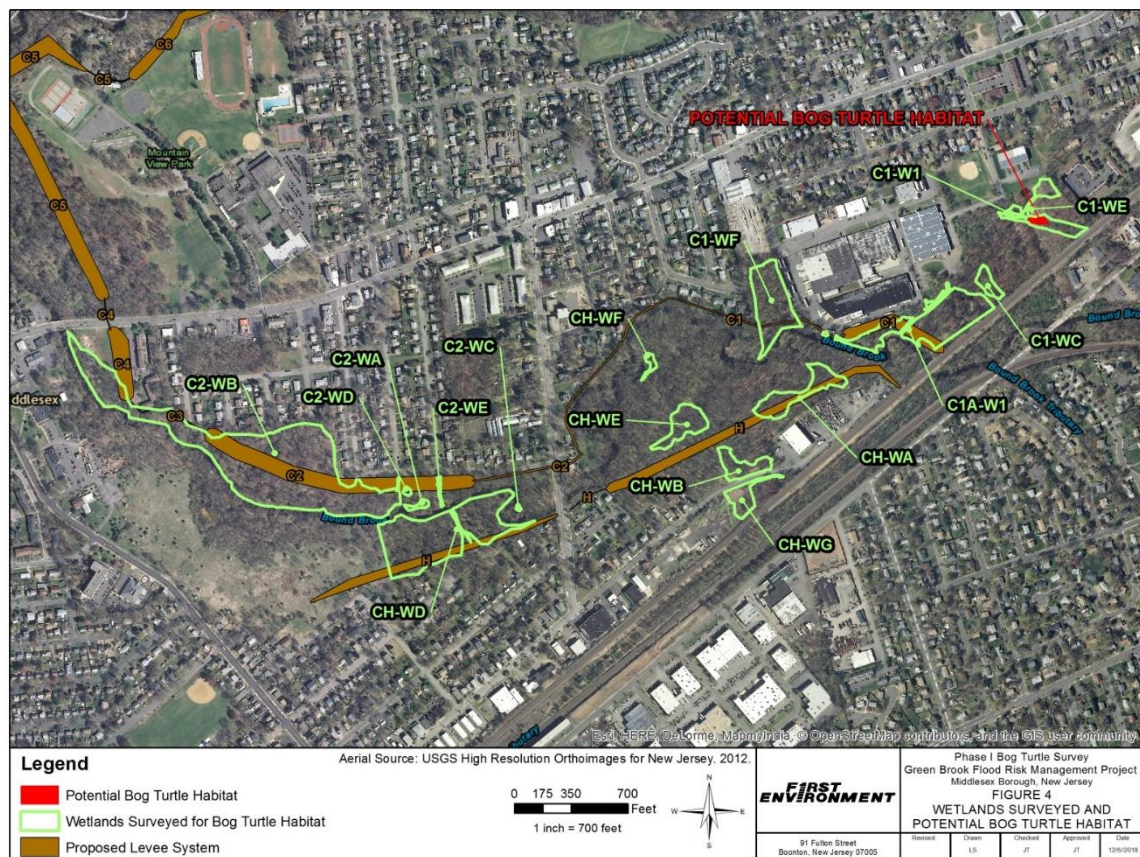 C5
C5
C6
Mountain
View Park
C5
C4
C4
POTENTIAL BOG TURTLE HABITAT
C1-W1
C1-WE
C1-WF
C1
C1
Bound Brook
C1-WC
C1A-W1
Bound Brook Tributary
CH-WF
CH-WE
H
CH-WA
CH-WB
CH-WG
C2-WA
C2-WB
C2-WD
C2-WC
C2-WE
ddlesex
C3
C2
C2
H
H
CH-WD
Esri, HERE, DeLorme, MapmyIndia, © OpenStreetMap contributors, and the GIS user community
Legend
Potential Bog Turtle Habitat
Wetlands Surveyed for Bog Turtle Habitat
Proposed Levee System
Aerial Source: USGS High Resolution Orthoimages for New Jersey. 2012.
0 175 350 700
Feet
1 inch = 700 feet
N
W E
S
F1RST
ENVIRONMENT
91 Fulton Street
Boonton, New Jersey 07005
Phase I Bog Turtle Survey
Green Brook Flood Risk Management Project
Middlesex Borough, New Jersey
FIGURE 4
WETLANDS SURVEYED AND
POTENTIAL BOG TURTLE HABITAT
Revised Drawn Checked Approved Date
LS JT JT 12/6/2018